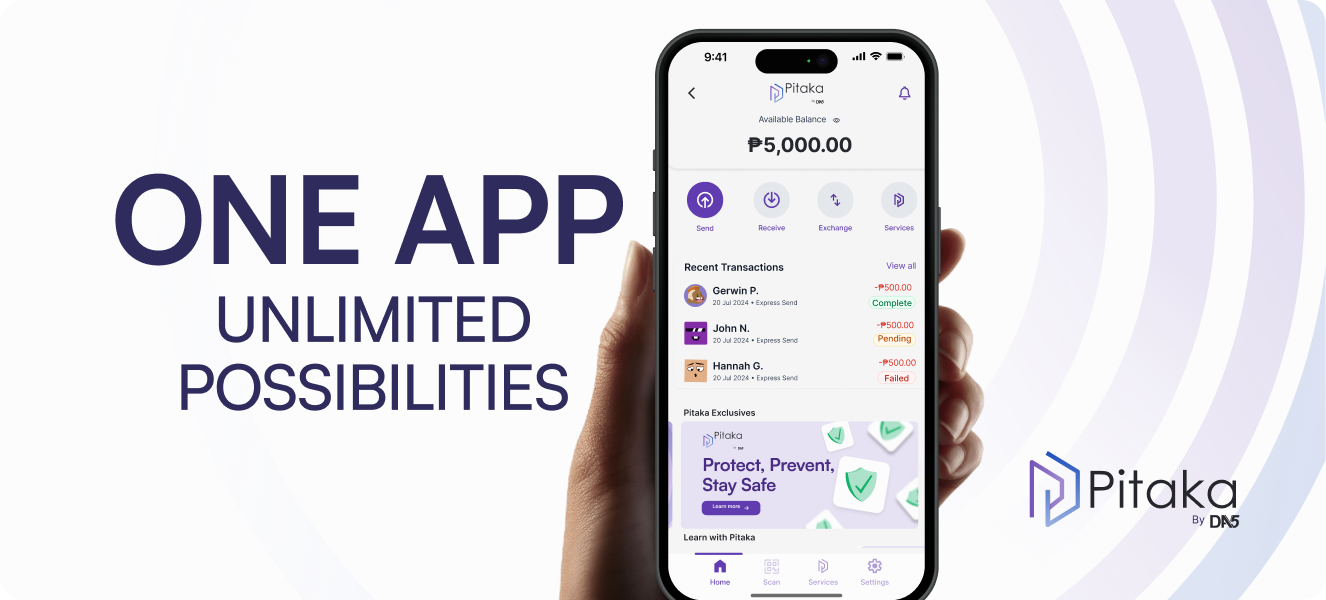 ONE APP
UNLIMITED
POSSIBILITIES
9:41
Pitaka
by DA5
Available Balance
₱5,000.00
Send
Receive
Exchange
Services
Recent Transactions
View all
Gerwin P.
-₱500.00
20 Jul 2024 • Express Send
Complete
John N.
-₱500.00
20 Jul 2024 • Express Send
Pending
Hannah G.
-₱500.00
20 Jul 2024 • Express Send
Failed
Pitaka Exclusives
Pitaka
by DA5
Protect, Prevent,
Stay Safe
Learn more
Learn with Pitaka
Home
Scan
Services
Settings
Pitaka
By DA5